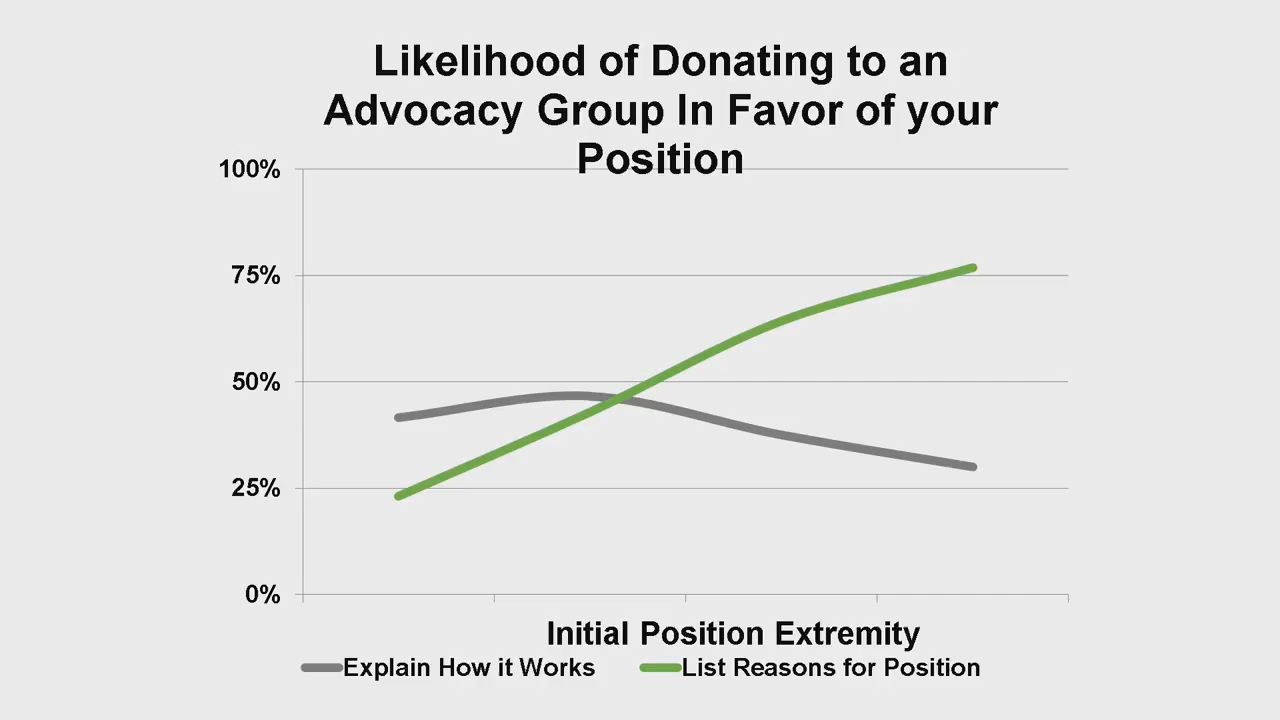 Likelihood of Donating to an
Advocacy Group In Favor of your
Position
100%
75%
50%
25%
0%
Initial Position Extremity
Explain How it Works
List Reasons for Position